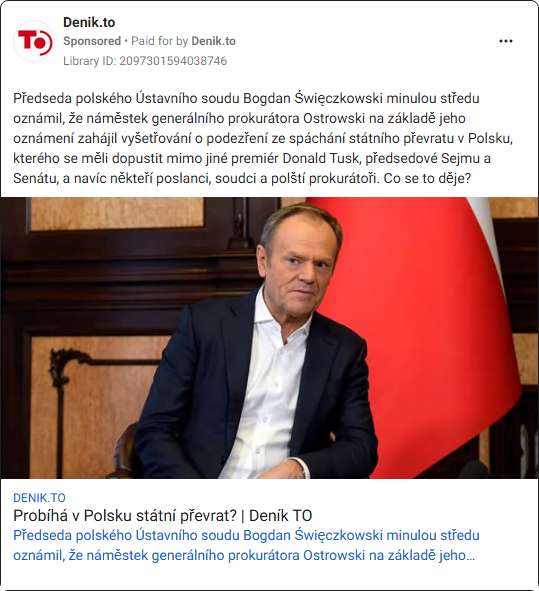 TO
Denik.to
Sponsored • Paid for by Denik.to
Library ID: 2097301594038746
Předseda polského Ústavního soudu Bogdan Święczkowski minulou středu
oznámil, že náměstek generálního prokurátora Ostrowski na základě jeho
oznámení zahájil vyšetřování o podezření ze spáchání státního převratu v Polsku,
kterého se měli dopustit mimo jiné premiér Donald Tusk, předsedové Sejmu a
Senátu, a navíc někteří poslanci, soudci a polští prokurátoři. Co se to děje?
DENIK.TO
Probíhá v Polsku státní převrat? | Deník TO
Předseda polského Ústavního soudu Bogdan Święczkowski minulou středu
oznámil, že náměstek generálního prokurátora Ostrowski na základě jeho…